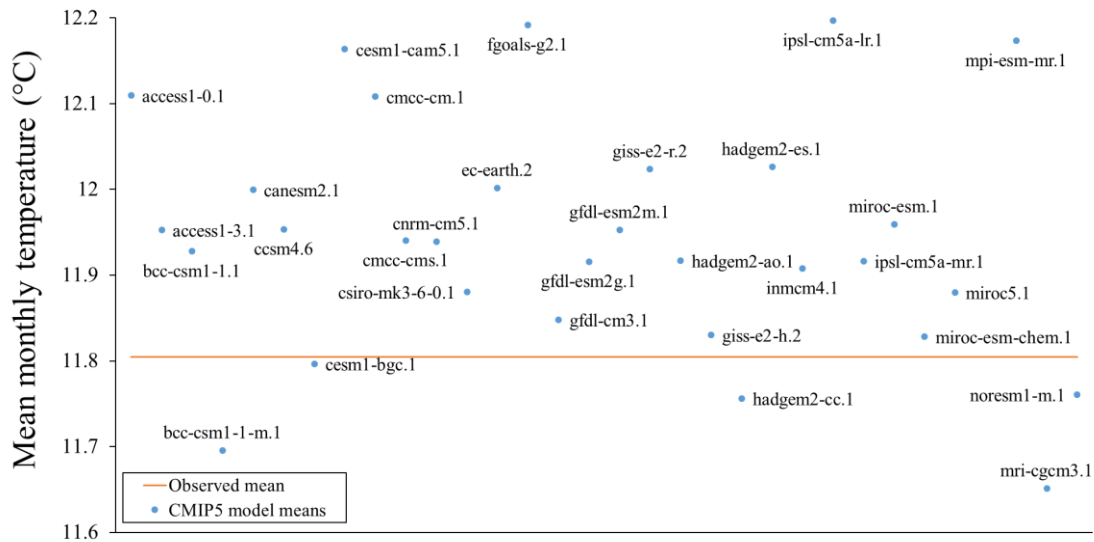 Mean monthly temperature (°C)
12.2
12.1
12
11.9
11.8
11.7
11.6
access1-0.1
access1-3.1
bcc-csm1-1.1
bcc-csm1-1-m.1
canesm2.1
ccsm4.6
cesm1-bgc.1
cesm1-cam5.1
cmcc-cm.1
cmcc-cms.1
cnrm-cm5.1
csiro-mk3-6-0.1
ec-earth.2
fgoals-g2.1
gfdl-cm3.1
gfdl-esm2g.1
gfdl-esm2m.1
giss-e2-r.2
hadgem2-ao.1
giss-e2-h.2
hadgem2-cc.1
hadgem2-es.1
inmcm4.1
ipsl-cm5a-lr.1
ipsl-cm5a-mr.1
miroc-esm.1
miroc-esm-chem.1
miroc5.1
mpi-esm-mr.1
mri-cgcm3.1
noresm1-m.1
Observed mean
CMIP5 model means